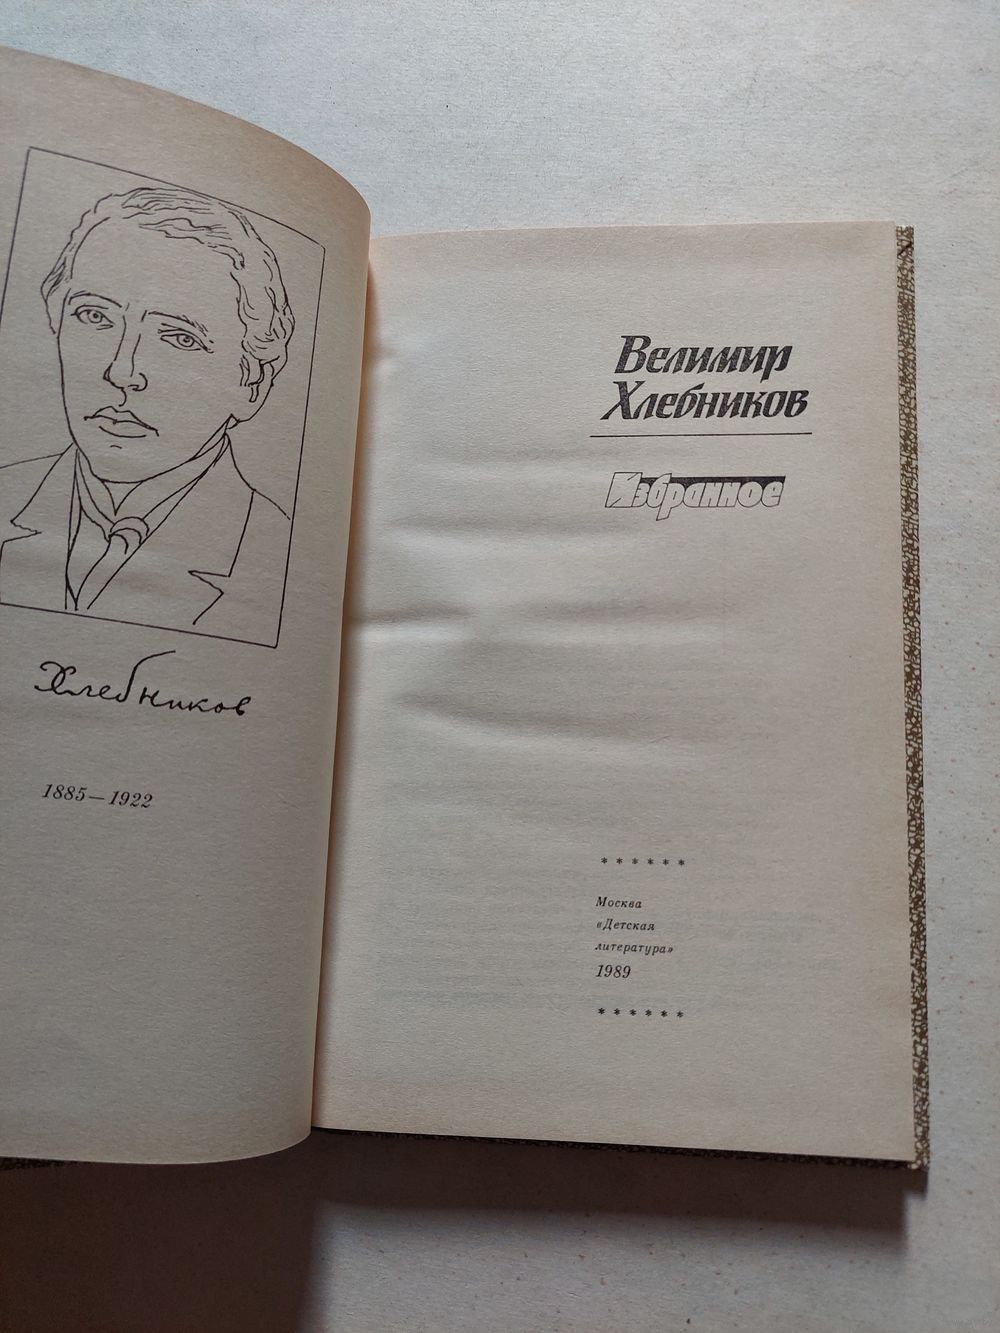 Хлебников
1885—1922
Велимир
Хлебников
Избранное
* * * * * *
Москва
«Детская
литература»
1989
* * * * * *